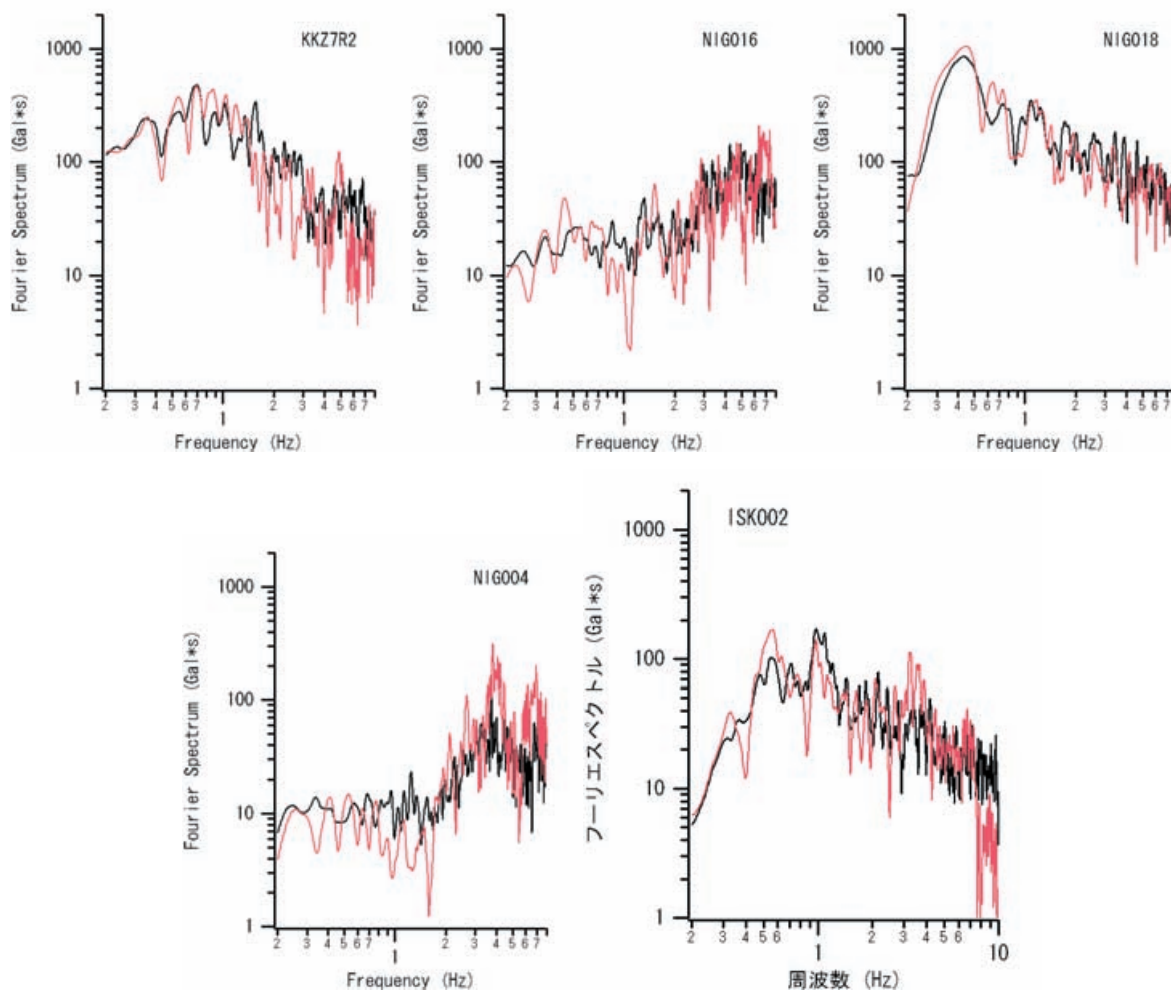 KKZ7R2
Fourier Spectrum (Gal*s)
1000
100
10
1
2 3 4 5 6 7 1 2 3 4 5 6 7
Frequency (Hz)
NIG016
Fourier Spectrum (Gal*s)
1000
100
10
1
2 3 4 5 6 7 1 2 3 4 5 6 7
Frequency (Hz)
NIG018
Fourier Spectrum (Gal*s)
1000
100
10
1
2 3 4 5 6 7 1 2 3 4 5 6 7
Frequency (Hz)
NIG004
Fourier Spectrum (Gal*s)
1000
100
10
1
2 3 4 5 6 7 1 2 3 4 5 6 7
Frequency (Hz)
ISK002
フーリエスペクトル (Gal*s)
1000
100
10
1
2 3 4 5 6 1 2 3 4 5 6 10
周波数 (Hz)